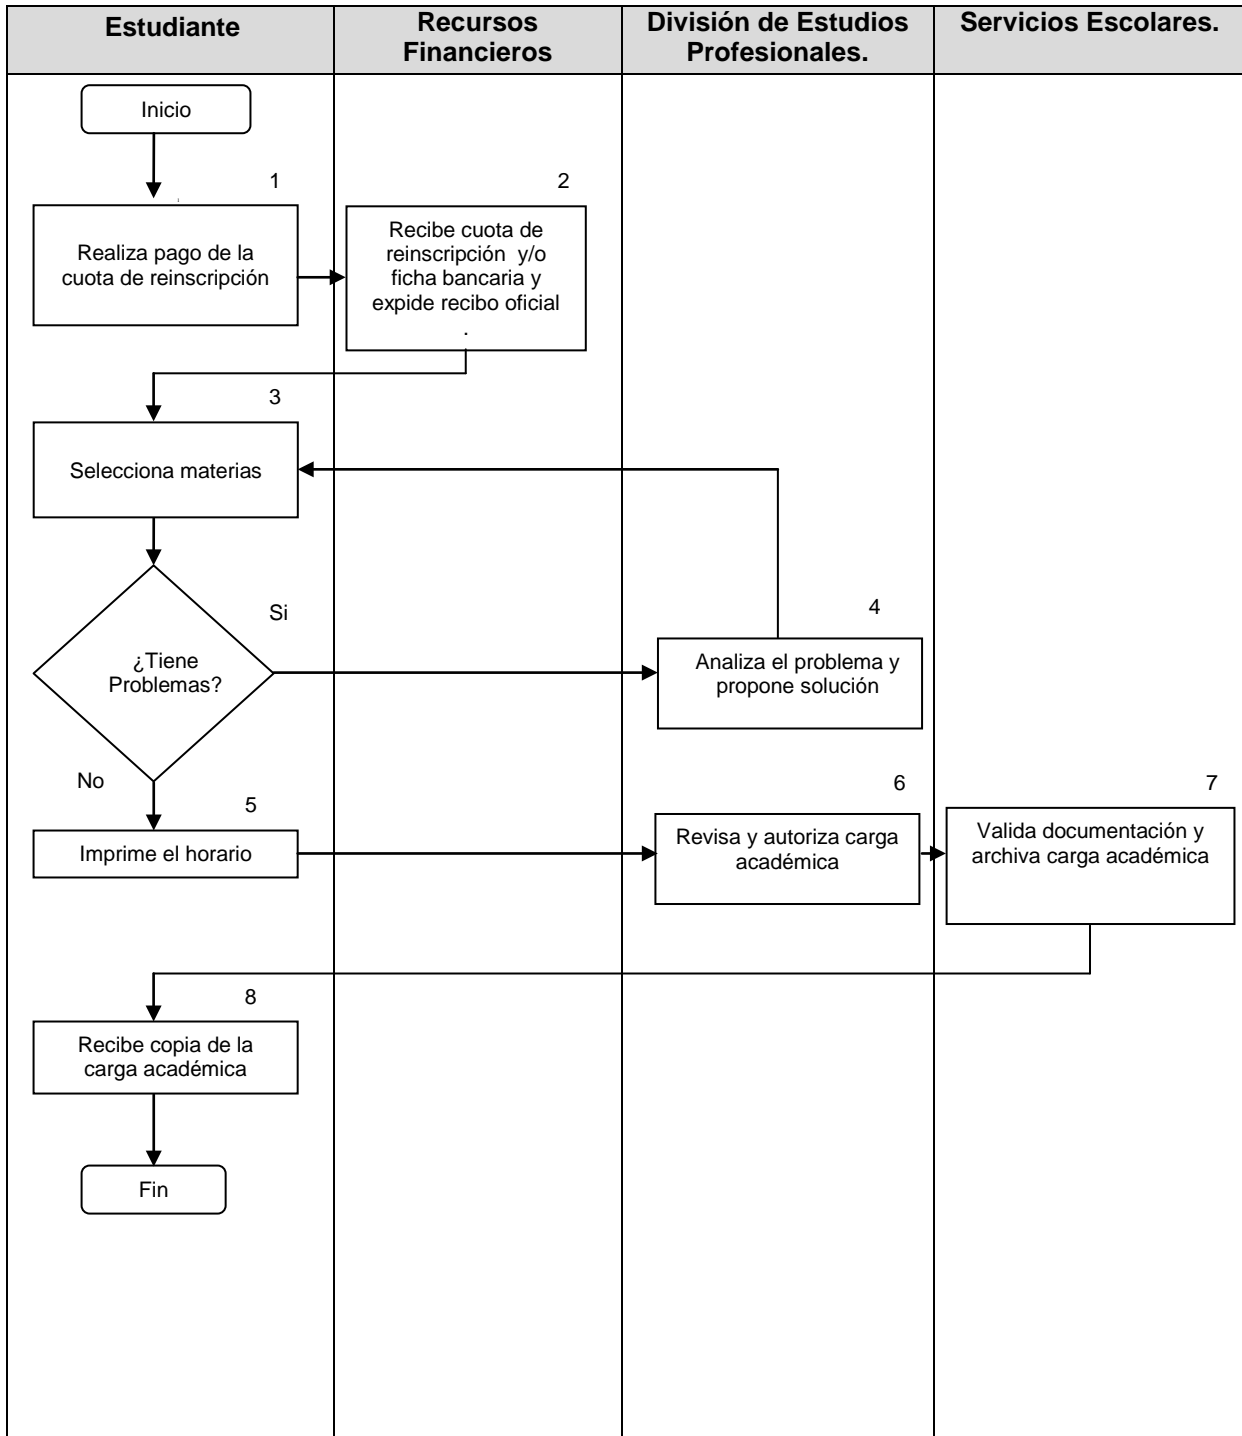 Estudiante
Recursos
Financieros
División de Estudios
Profesionales.
Servicios Escolares.
Inicio
1
2
Realiza pago de la
cuota de reinscripción
Recibe cuota de
reinscripción y/o
ficha bancaria y
expide recibo oficial
.
3
Selecciona materias
Si
4
¿Tiene
Problemas?
Analiza el problema y
propone solución
No
5
6
7
Imprime el horario
Revisa y autoriza carga
académica
Valida documentación y
archiva carga académica
8
Recibe copia de la
carga académica
Fin